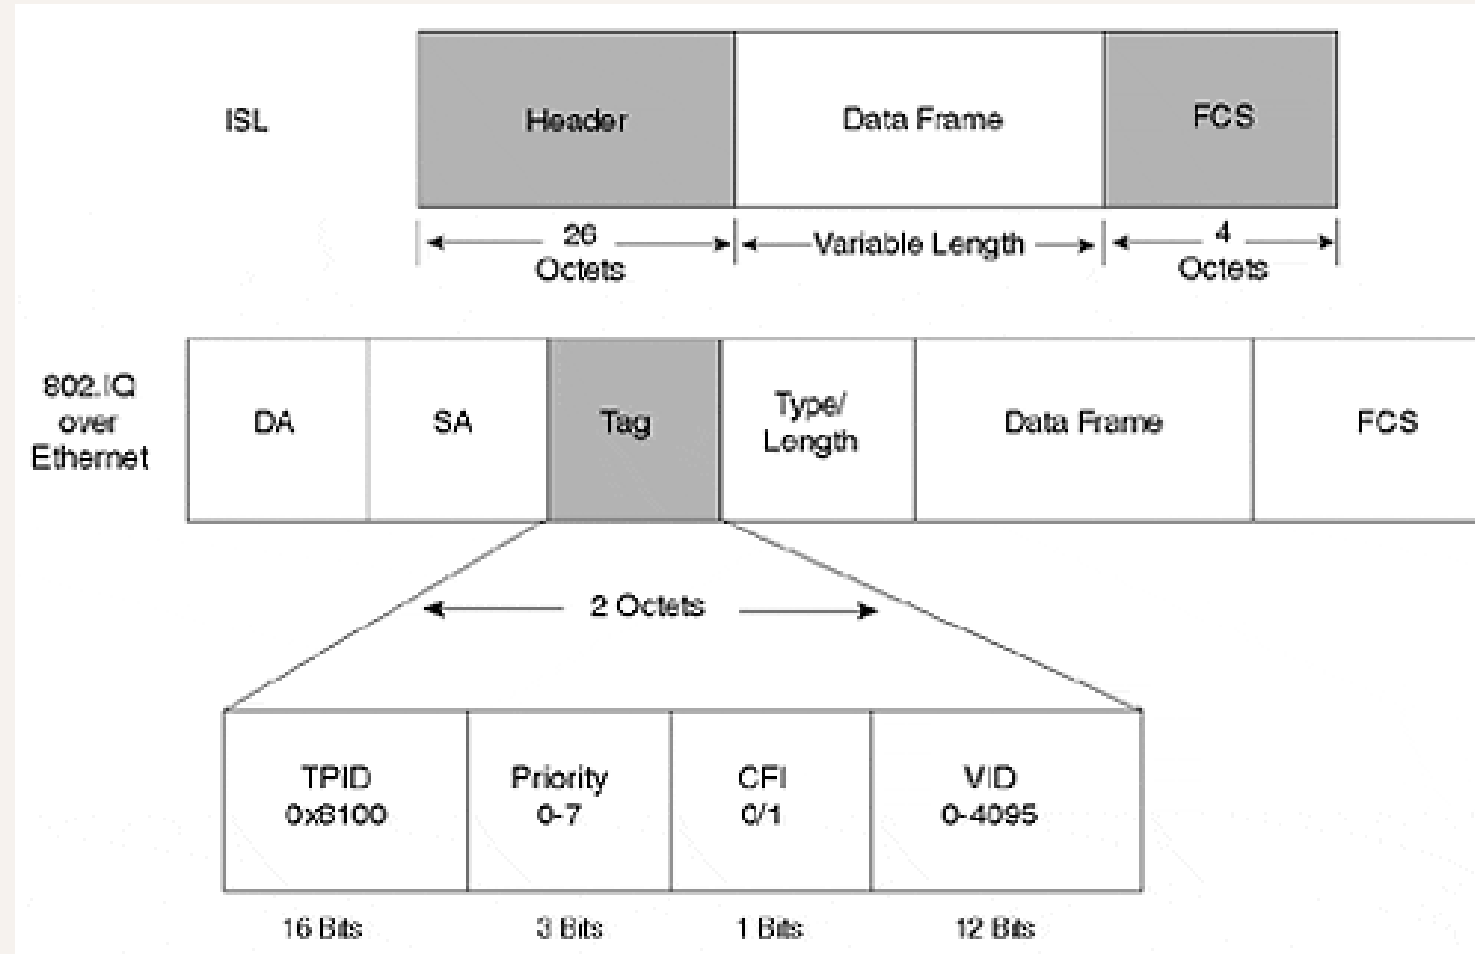 ISL
Header
Data Frame
FCS
26
Octets
Variable Length
4
Octets
802.IQ
over
Ethernet
DA
SA
Tag
Type/
Length
Data Frame
FCS
2 Octets
TPID
0x8100
Priority
0-7
CFI
0/1
VID
0-4095
16 Bits
3 Bits
1 Bits
12 Bits